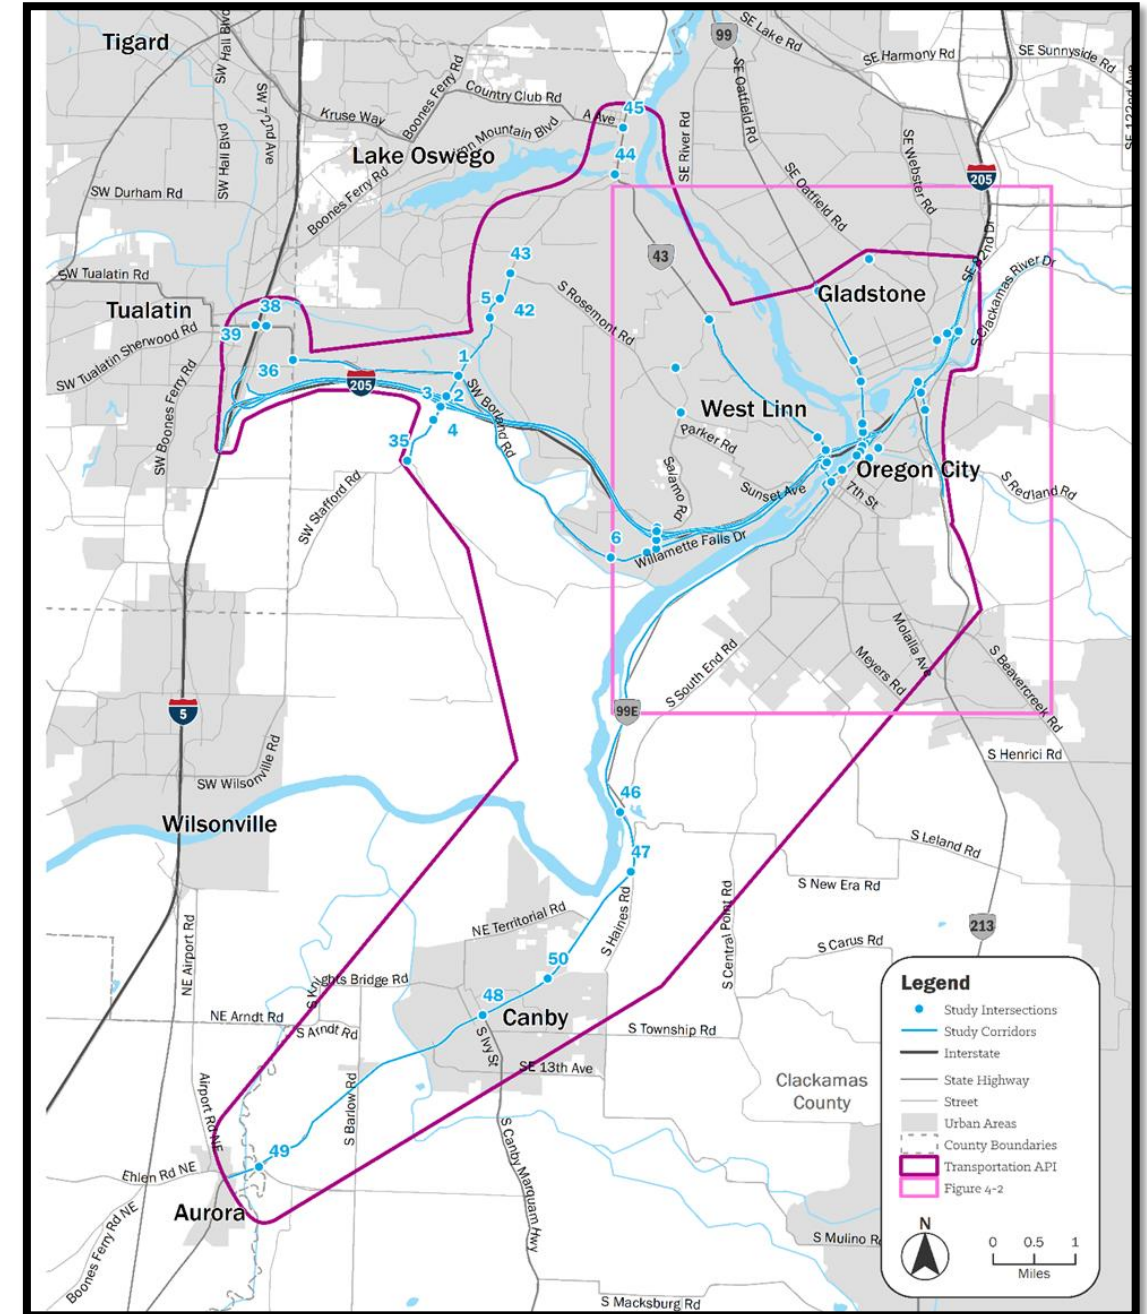 Tigard
SW Hall Blvd
SW 72nd Ave
Kruse Way
Boones Ferry Rd
Country Club Rd
A Ave
45
99
SE Lake Rd
SE Harmony Rd
SE Sunnyside Rd
SE 122nd Ave
SE Oatfield Rd
SE River Rd
Iron Mountain Blvd
Lake Oswego
44
SW Durham Rd
SW Hall Blvd
Boones Ferry Rd
SE Oatfield Rd
SE Webster Rd
205
43
43
SE 82nd Dr
S Clackamas River Dr
SW Tualatin Rd
Tualatin
38
39
5
42
S Rosemont Rd
Gladstone
SW Tualatin Sherwood Rd
36
205
1
3
2
4
SW Borland Rd
West Linn
Parker Rd
SW Boones Ferry Rd
35
SW Stafford Rd
Salamo Rd
Sunset Ave
Oregon City
7th St
S Redland Rd
6
Willamette Falls Dr
Molalla Ave
Meyers Rd
S South End Rd
S Beavercreek Rd
5
99E
S Henrici Rd
SW Wilsonville Rd
Wilsonville
46
47
S Leland Rd
S New Era Rd
NE Territorial Rd
S Haines Rd
S Central Point Rd
213
S Carus Rd
NE Airport Rd
50
S Knights Bridge Rd
48
Canby
NE Arndt Rd
S Arndt Rd
S Ivy St
S Township Rd
SE 13th Ave
Airport Rd NE
S Barlow Rd
Clackamas
County
S Canby Marquam Hwy
49
Ehlen Rd NE
Aurora
Boones Ferry Rd NE
S Mulino
S Macksburg Rd
Legend
Study Intersections
Study Corridors
Interstate
State Highway
Street
Urban Areas
County Boundaries
Transportation API
Figure 4-2
N
0 0.5 1
Miles